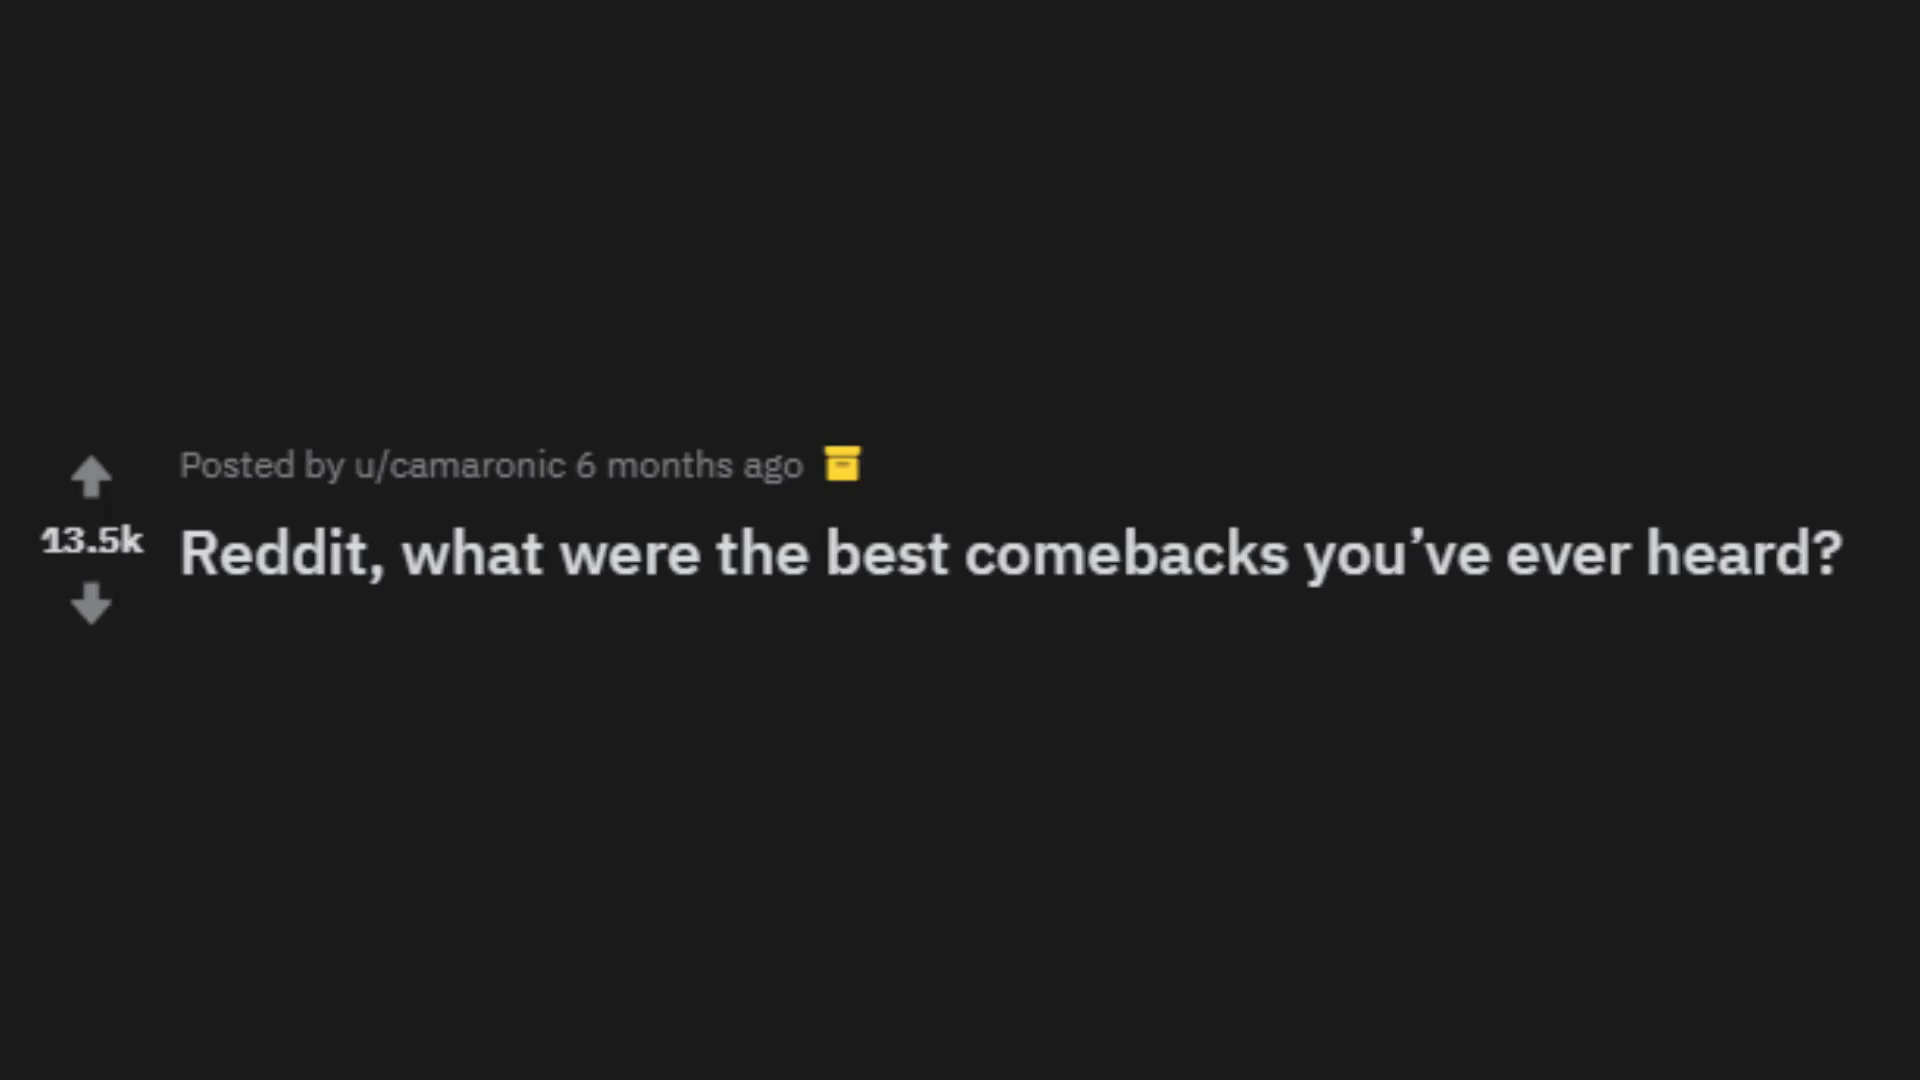 Posted by u/camaronic 6 months ago
13.5k
Reddit, what were the best comebacks you’ve ever heard?